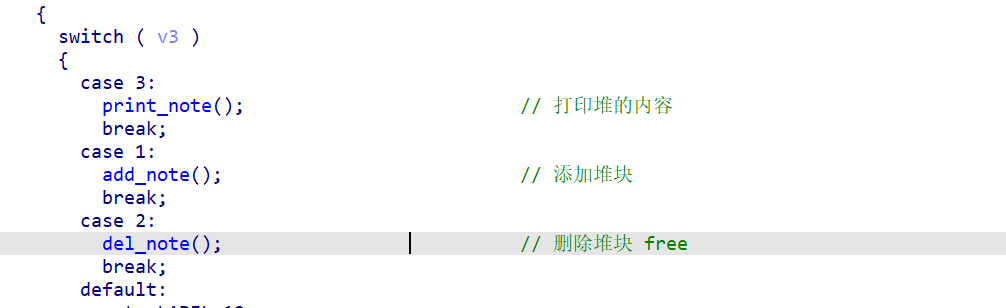 {
switch ( v3 )
{
case 3:
print_note(); // 打印堆的内容
break;
case 1:
add_note(); // 添加堆块
break;
case 2:
del_note(); // 删除堆块 free
break;
default: